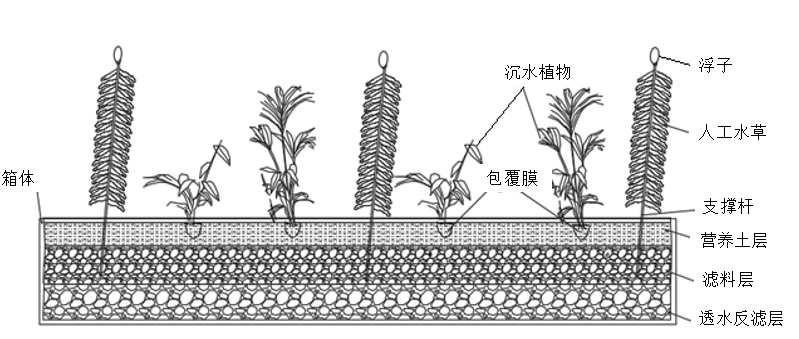 浮子
沉水植物
人工水草
箱体
包覆膜
支撑杆
营养土层
滤料层
透水反滤层